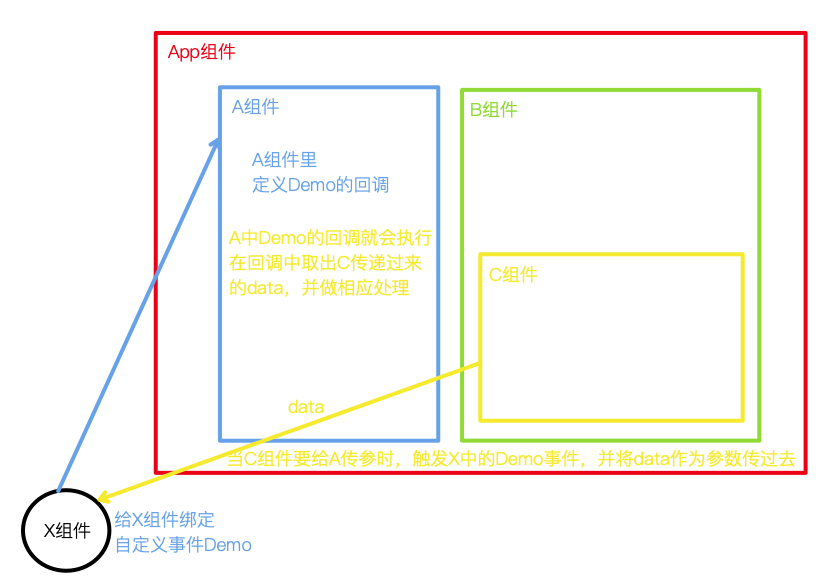 App组件
A组件
B组件
A组件里
定义Demo的回调
A中Demo的回调就会执行
在回调中取出C传递过来
的data，并做相应处理
C组件
data
当C组件要给A传参时，触发X中的Demo事件，并将data作为参数传过去
X组件
给X组件绑定
自定义事件Demo